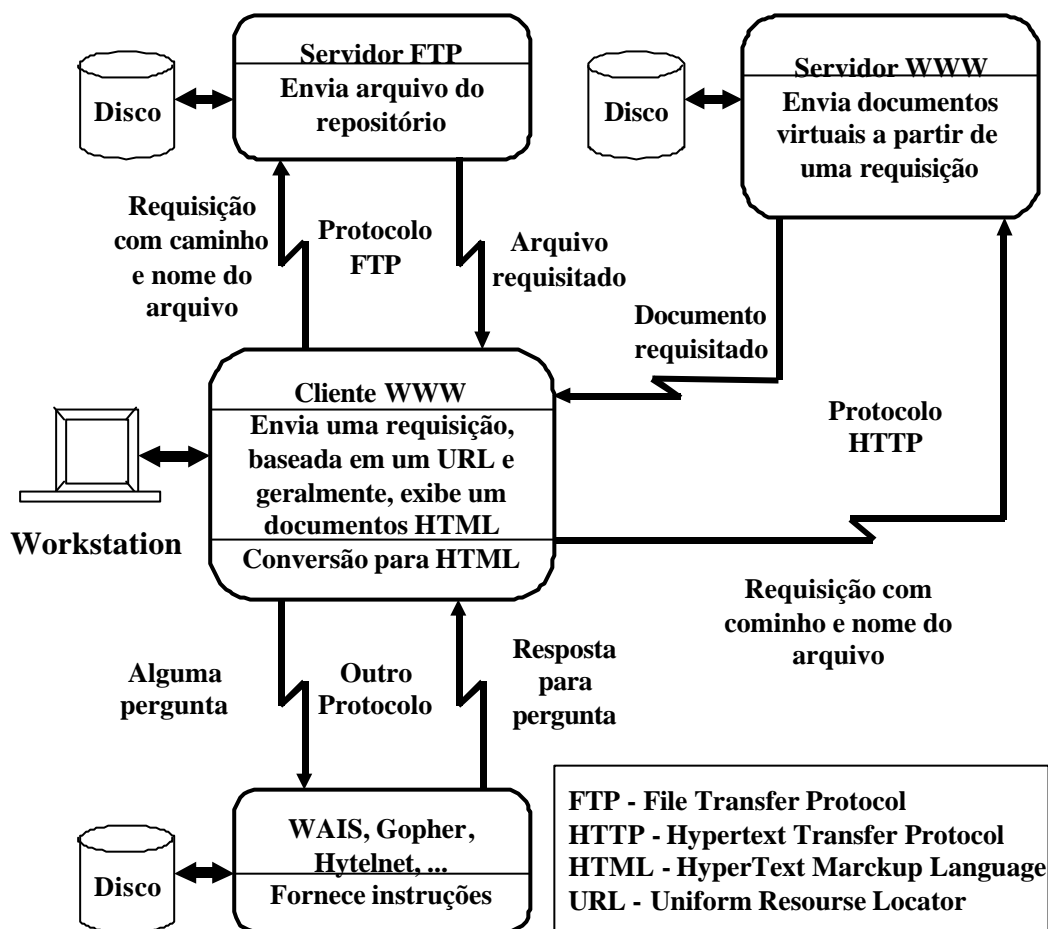 Servidor FTP
Envia arquivo do
repositório
Disco
Servidor WWW
Envia documentos
virtuais a partir de
uma requisição
Disco
Requisição
com caminho
e nome do
arquivo
Protocolo
FTP
Arquivo
requisitado
Documento
requisitado
Protocolo
HTTP
Cliente WWW
Envia uma requisição,
baseada em um URL e
geralmente, exibe um
documentos HTML
Conversão para HTML
Workstation
Requisição com
cominho e nome do
arquivo
Alguma
pergunta
Outro
Protocolo
Resposta
para
pergunta
WAIS, Gopher,
Hytelnet, ...
Fornece instruções
Disco
FTP - File Transfer Protocol
HTTP - Hypertext Transfer Protocol
HTML - HyperText Marckup Language
URL - Uniform Resourse Locator